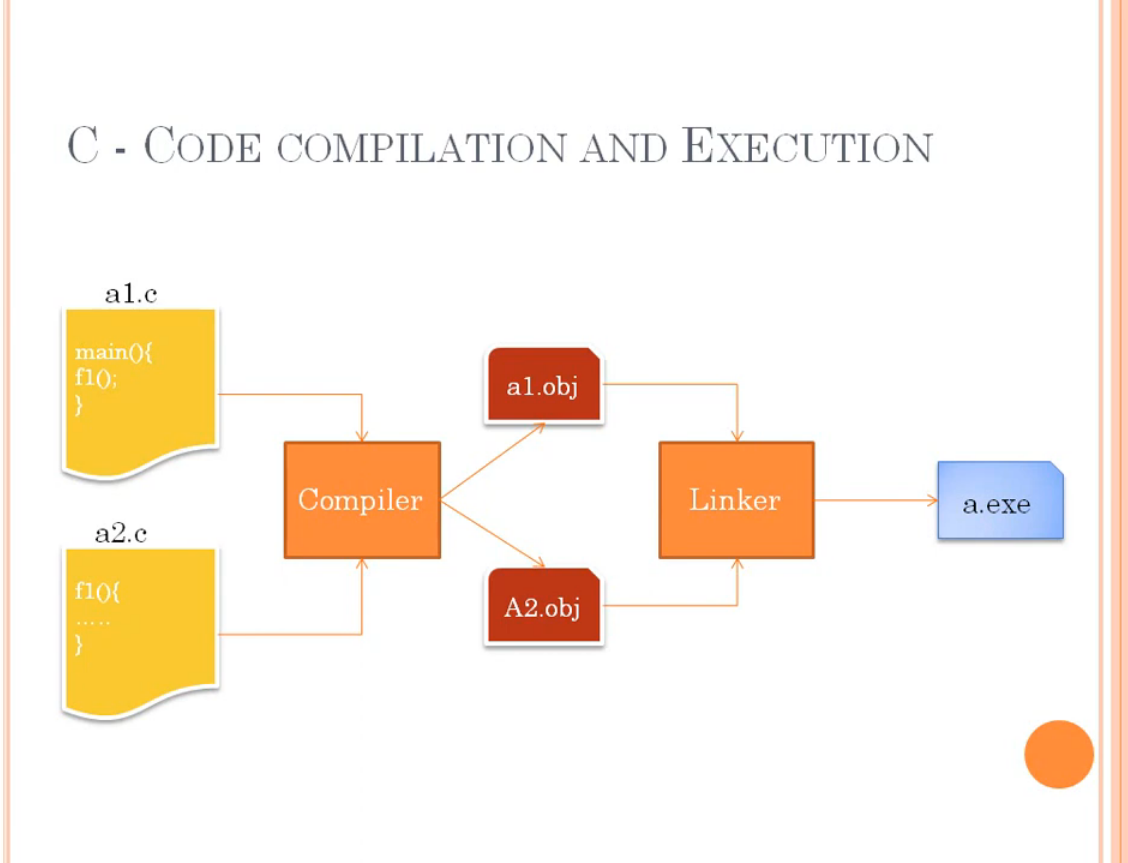 C - Code compilation and Execution
a1.c
main(){
f1();
}
a2.c
f1(){
.....
}
Compiler
a1.obj
A2.obj
Linker
a.exe